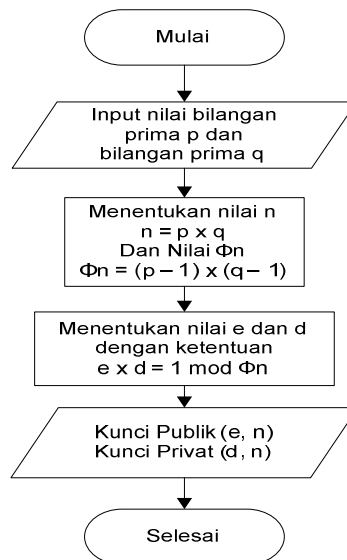 Mulai
Input nilai bilangan
prima p dan
bilangan prima q
Menentukan nilai n
n = p x q
Dan Nilai Φn
Φn = (p – 1) x (q – 1)
Menentukan nilai e dan d
dengan ketentuan
e x d = 1 mod Φn
Kunci Publik (e, n)
Kunci Privat (d, n)
Selesai